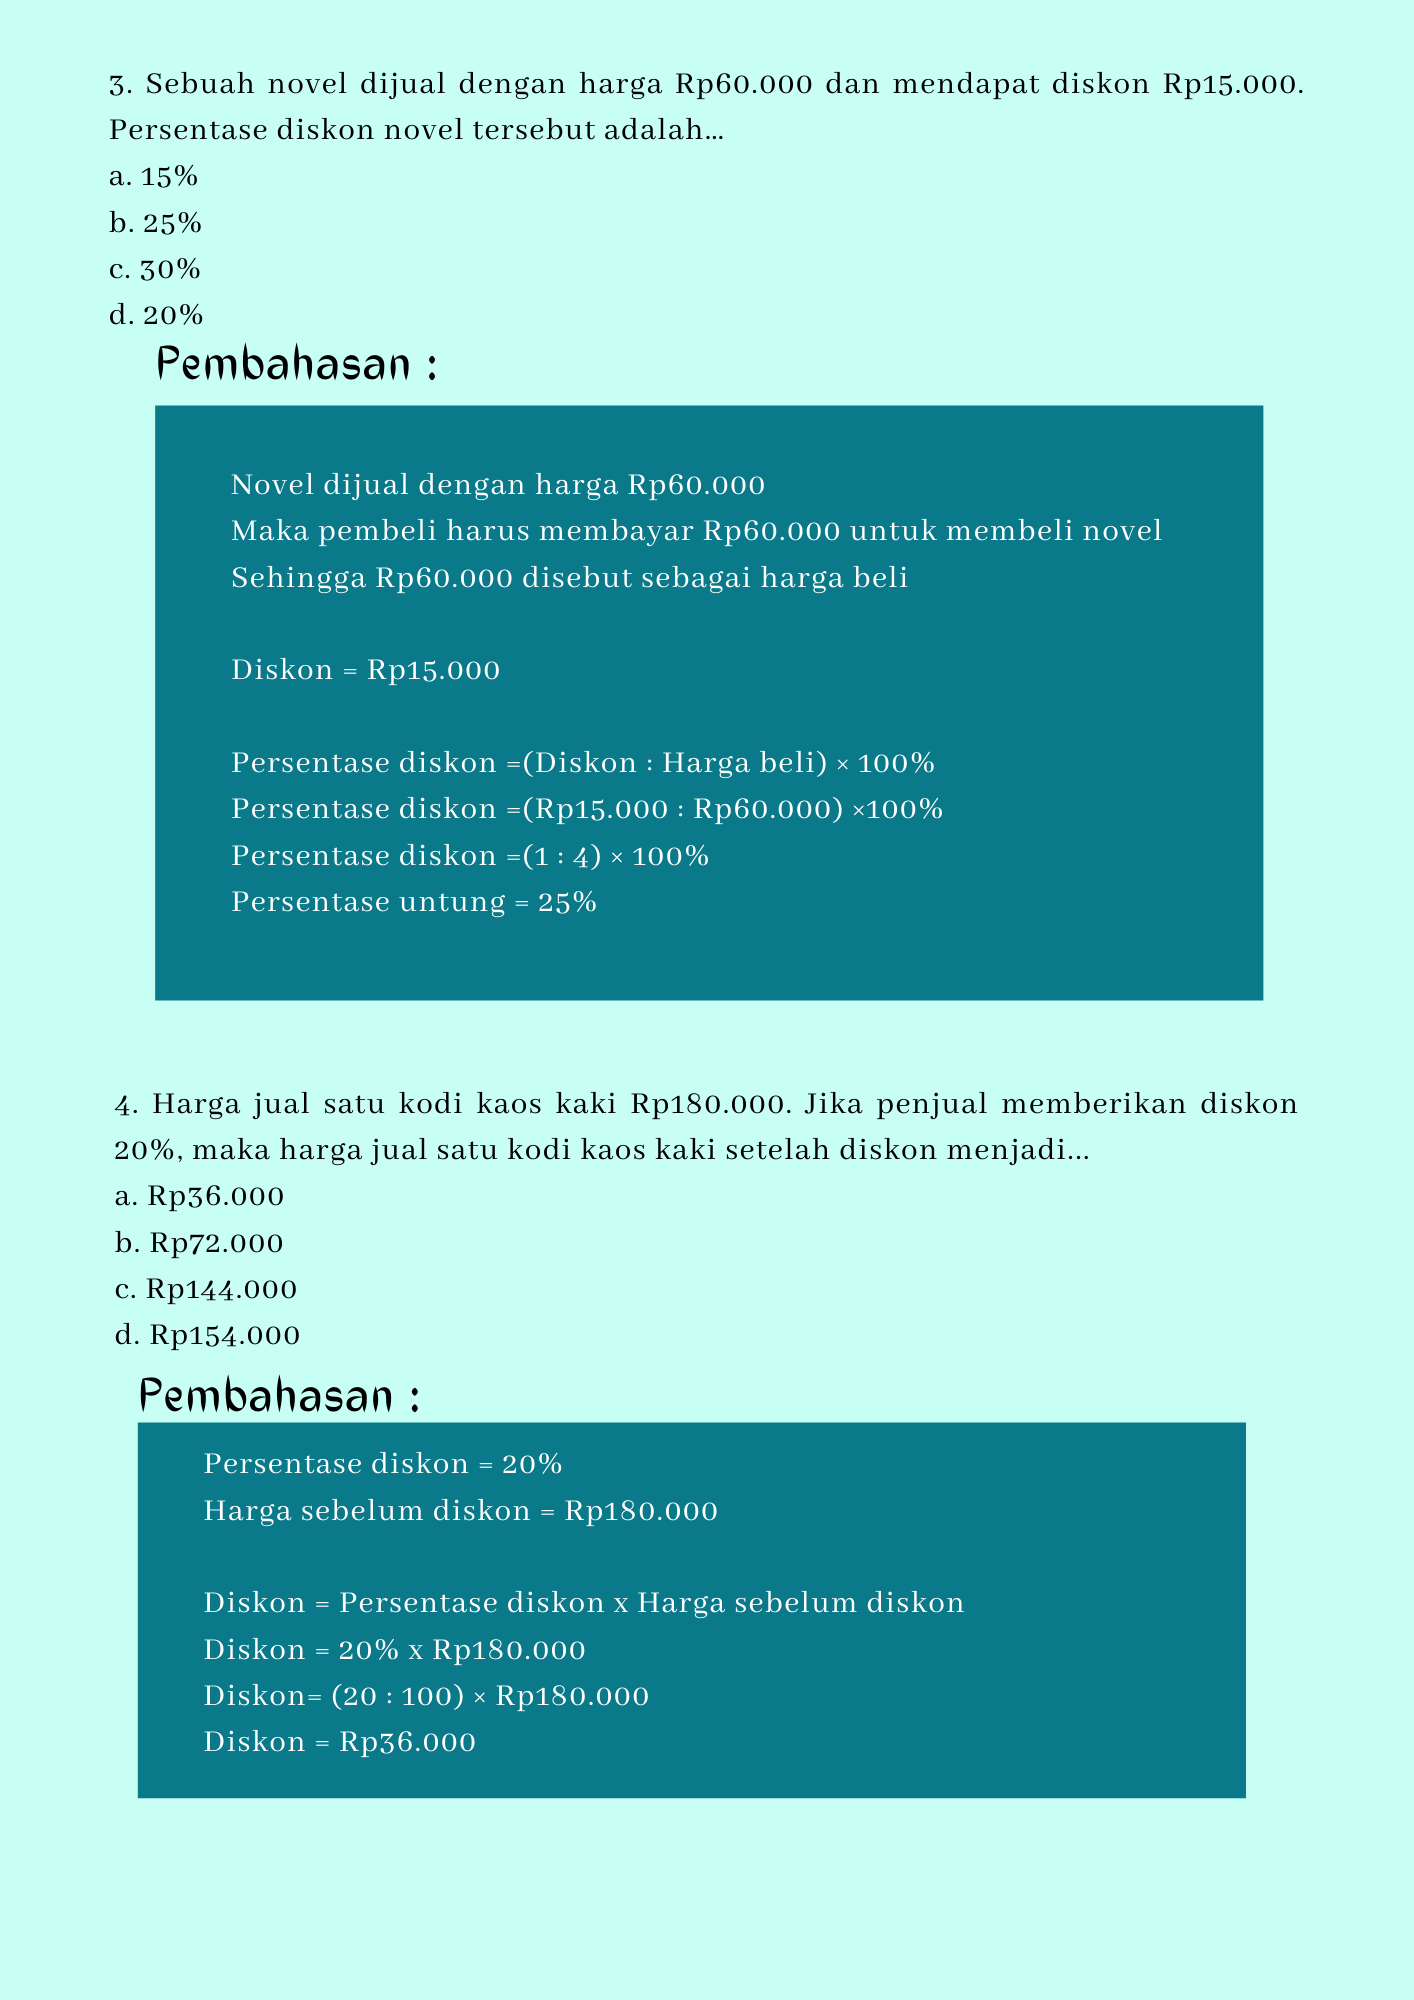 3. Sebuah novel dijual dengan harga Rp60.000 dan mendapat diskon Rp15.000.
Persentase diskon novel tersebut adalah...
a. 15%
b. 25%
c. 30%
d. 20%
Pembahasan :
Novel dijual dengan harga Rp60.000
Maka pembeli harus membayar Rp60.000 untuk membeli novel
Sehingga Rp60.000 disebut sebagai harga beli
Diskon = Rp15.000
Persentase diskon =(Diskon : Harga beli) × 100%
Persentase diskon =(Rp15.000 : Rp60.000) ×100%
Persentase diskon =(1 : 4) × 100%
Persentase untung = 25%
4. Harga jual satu kodi kaos kaki Rp180.000. Jika penjual memberikan diskon
20%, maka harga jual satu kodi kaos kaki setelah diskon menjadi...
a. Rp36.000
b. Rp72.000
c. Rp144.000
d. Rp154.000
Pembahasan :
Persentase diskon = 20%
Harga sebelum diskon = Rp180.000
Diskon = Persentase diskon x Harga sebelum diskon
Diskon = 20% x Rp180.000
Diskon= (20 : 100) × Rp180.000
Diskon = Rp36.000